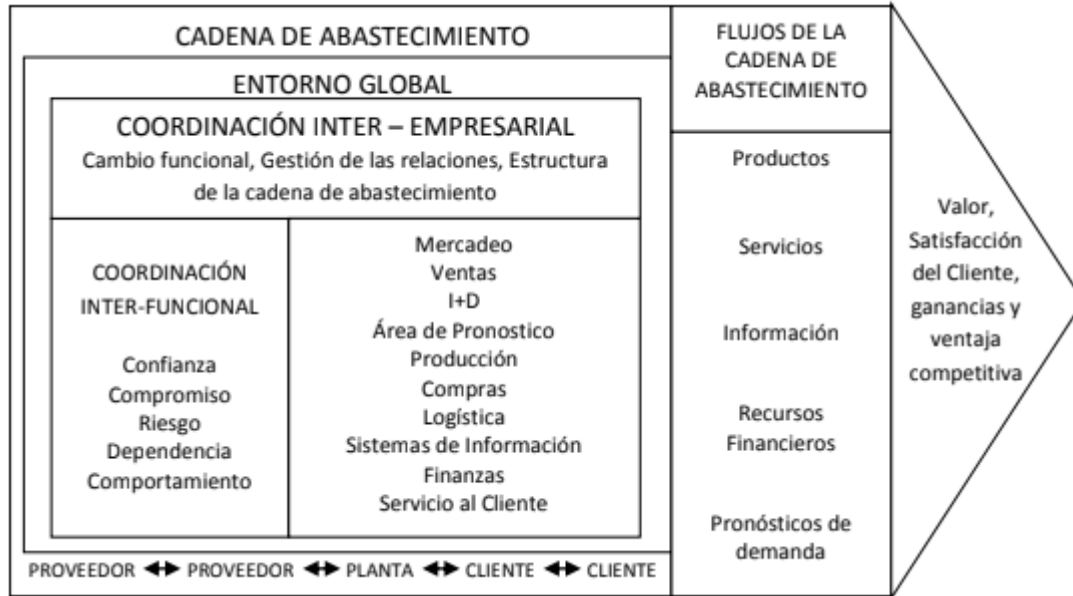 CADENA DE ABASTECIMIENTO
ENTORNO GLOBAL
COORDINACIÓN INTER – EMPRESARIAL
Cambio funcional, Gestión de las relaciones, Estructura
de la cadena de abastecimiento
COORDINACIÓN
INTER-FUNCIONAL
Confianza
Compromiso
Riesgo
Dependencia
Comportamiento
Mercadeo
Ventas
I+D
Área de Pronostico
Producción
Compras
Logística
Sistemas de Información
Finanzas
Servicio al Cliente
PROVEEDOR ◄► PROVEEDOR ◄► PLANTA ◄► CLIENTE ◄► CLIENTE
FLUJOS DE LA
CADENA DE
ABASTECIMIENTO
Productos
Servicios
Información
Recursos
Financieros
Pronósticos de
demanda
Valor,
Satisfacción
del Cliente,
ganancias y
ventaja
competitiva